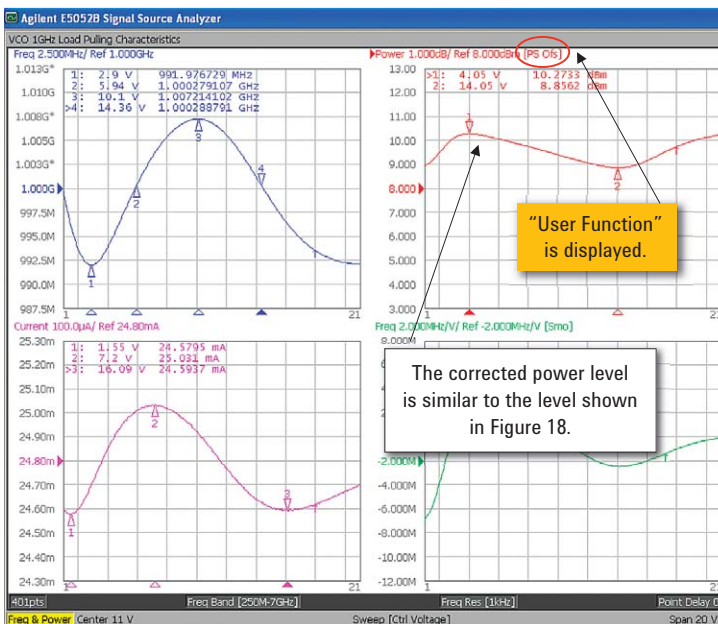 Agilent E5052B Signal Source Analyzer
VCO 1GHz Load Pulling Characteristics
Freq 2.500MHz/ Ref 1.000GHz
1.013G*
1.010G
1.008G*
1.005G*
1.003G*
1.000G
997.5M
995.0M
992.5M
990.0M
987.5M
1: 2.9 V 991.976729 MHz
2: 5.94 V 1.000279107 GHz
3: 10.1 V 1.007214102 GHz
>4: 14.36 V 1.000288791 GHz
1
2
3
4
1
21
Power 1.000dB/ Ref 8.000dBm [PS Ofs]
13.00
12.00
11.00
10.00
9.000
8.000
7.000
6.000
5.000
4.000
3.000
>1: 4.05 V 10.2733 dBm
2: 14.05 V 8.8562 dBm
1
2
1
21
"User Function"
is displayed.
Current 100.0µA/ Ref 24.80mA
25.30m
25.20m
25.10m
25.00m
24.90m
24.80m
24.70m
24.60m
24.50m
24.40m
24.30m
1: 1.55 V 24.5795 mA
2: 7.2 V 25.031 mA
>3: 16.09 V 24.5937 mA
1
2
3
1
21
Freq 2.000MHz/V/ Ref -2.000MHz/V [Smo]
8.000M
-2.000M
-4.000M
-6.000M
-8.000M
-10.00M
-12.00M
1
The corrected power level
is similar to the level shown
in Figure 18.
401pts
Freq Band [250M-7GHz]
Freq Res [1kHz]
Point Delay
Freq & Power
Center 11 V
Sweep [Ctrl Voltage]
Span 20 V